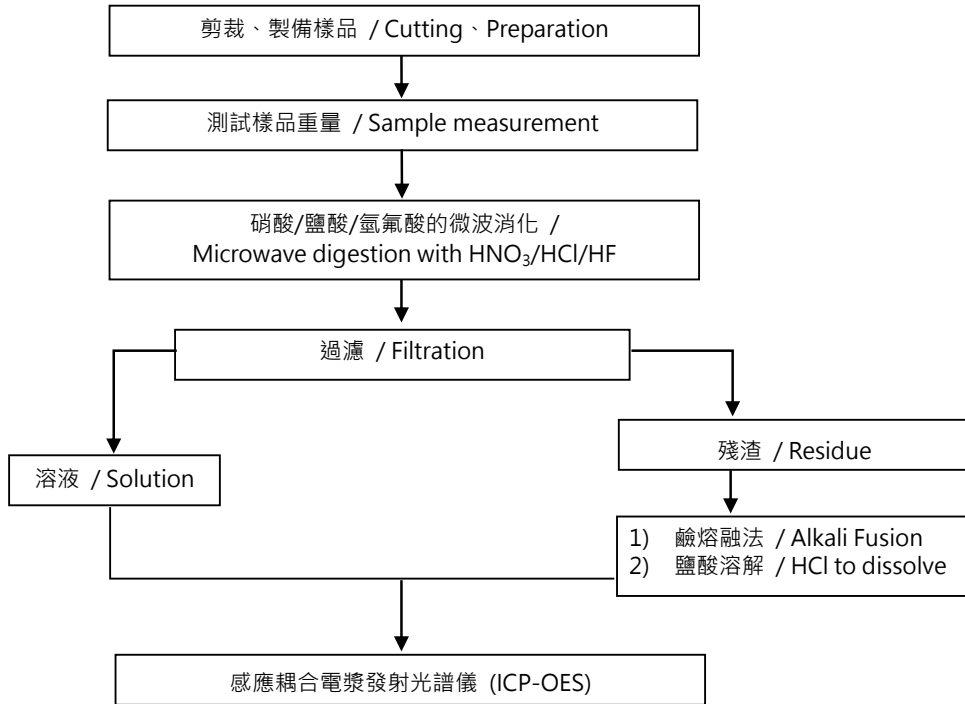 剪裁、製備樣品 / Cutting、Preparation
測試樣品重量 / Sample measurement
硝酸/鹽酸/氫氟酸的微波消化 /
Microwave digestion with HNO₃/HCl/HF
過濾 / Filtration
溶液 / Solution
殘渣 / Residue
1) 鹼熔融法 / Alkali Fusion
2) 鹽酸溶解 / HCl to dissolve
感應耦合電漿發射光譜儀 (ICP-OES)